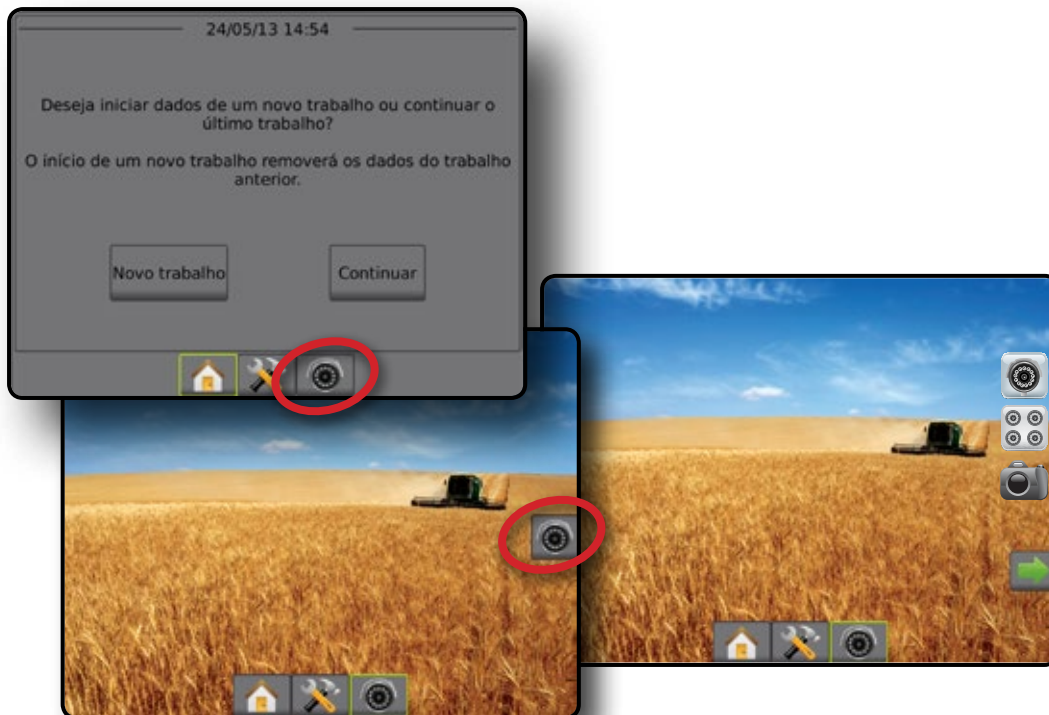 24/05/13 14:54
Deseja iniciar dados de um novo trabalho ou continuar o
último trabalho?
O início de um novo trabalho removerá os dados do trabalho
anterior.
Novo trabalho
Continuar